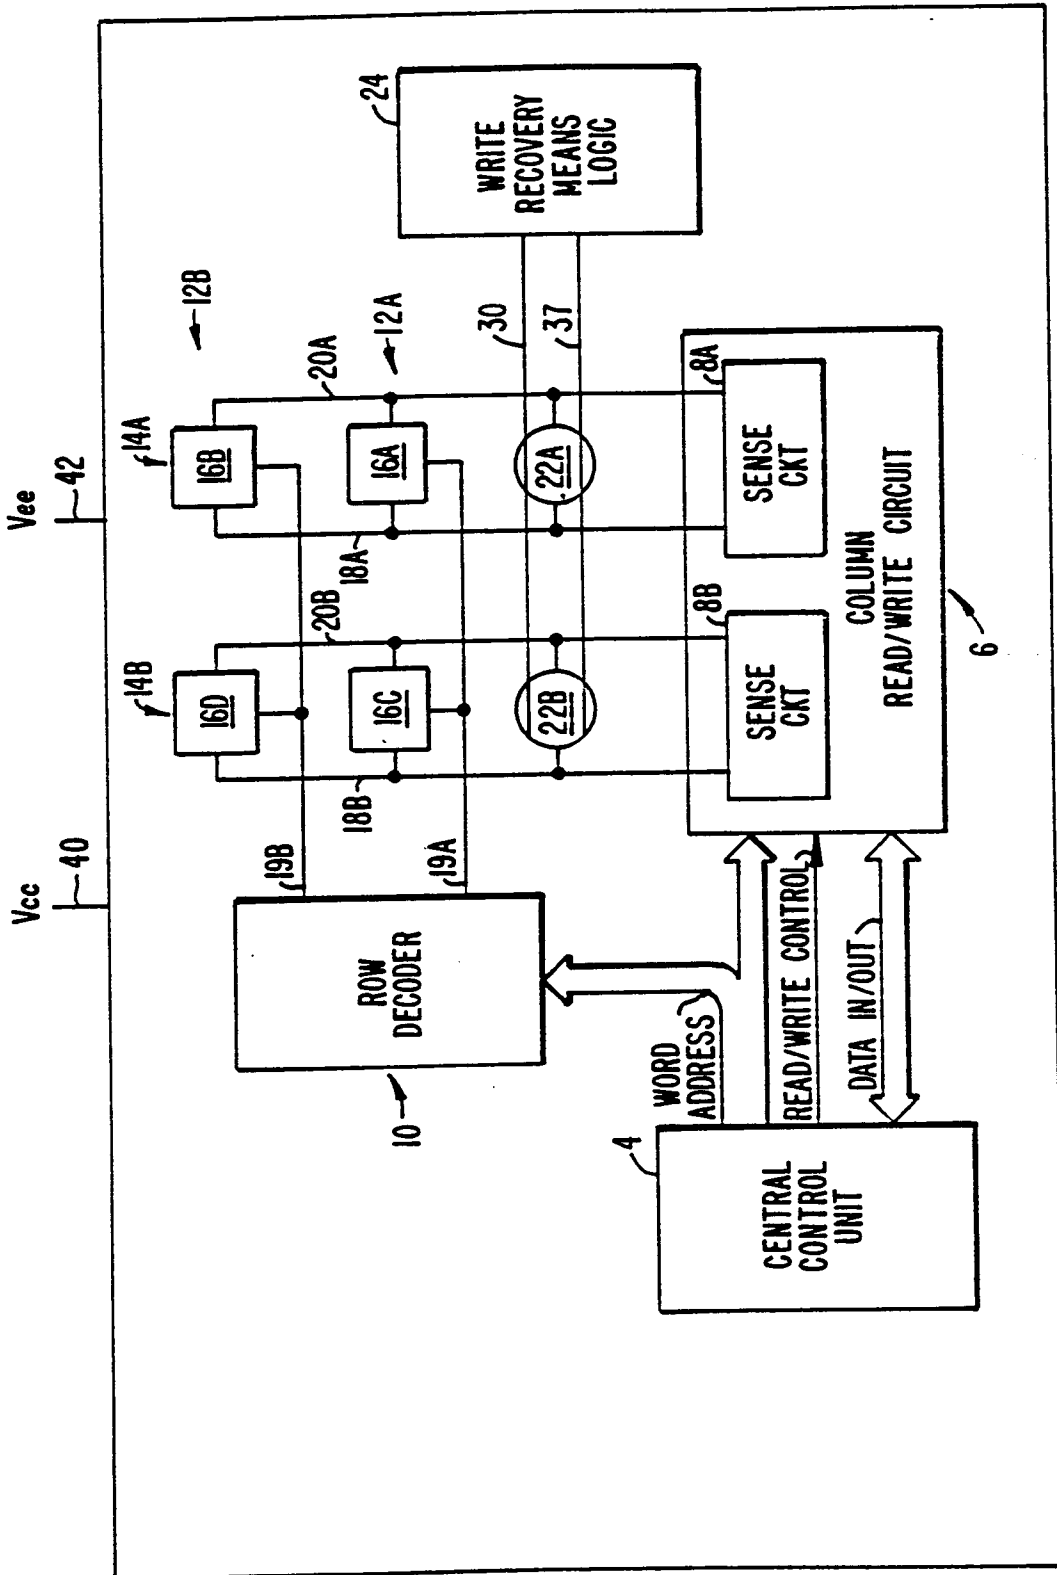 Vcc
40
Vee
42
14B
14A
12B
16D
16B
19B
20B
20A
24
WRITE
RECOVERY
MEANS
LOGIC
18B
18A
12A
16C
16A
19A
ROW
DECODER
10
30
37
22B
22A
WORD
ADDRESS
READ/WRITE CONTROL
DATA IN/OUT
4
CENTRAL
CONTROL
UNIT
8B
8A
SENSE
CKT
SENSE
CKT
COLUMN
READ/WRITE CIRCUIT
6